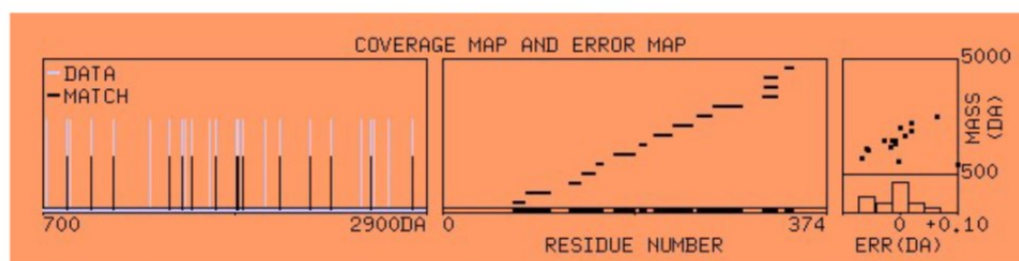 COVERAGE MAP AND ERROR MAP
DATA
MATCH
700
2900DA
0
374
RESIDUE NUMBER
5000
MASS (DA)
500
0
+0.10
ERR(DA)